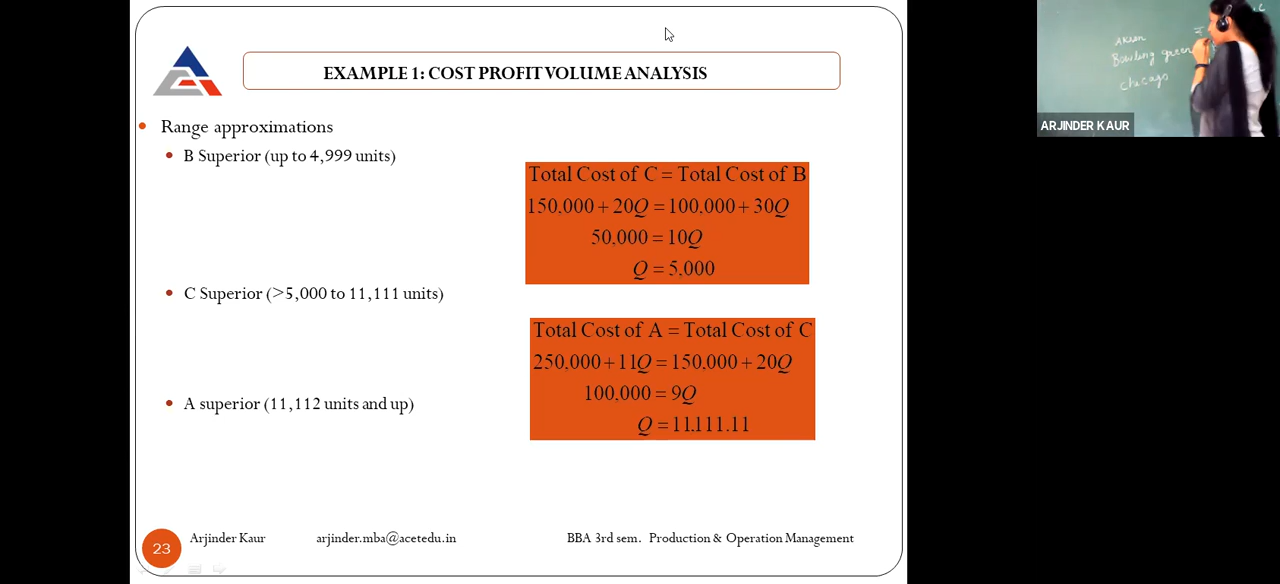 EXAMPLE 1: COST PROFIT VOLUME ANALYSIS
Range approximations
B Superior (up to 4,999 units)
Total Cost of C = Total Cost of B
150,000 + 20Q = 100,000 + 30Q
50,000 = 10Q
Q = 5,000
C Superior (>5,000 to 11,111 units)
Total Cost of A = Total Cost of C
250,000 + 11Q = 150,000 + 20Q
100,000 = 9Q
A superior (11,112 units and up)
Q = 11,111.11
23
Arjinder Kaur
arjinder.mba@acetedu.in
BBA 3rd sem. Production & Operation Management
Akron
Bowling green
Chicago
ARJINDER KAUR